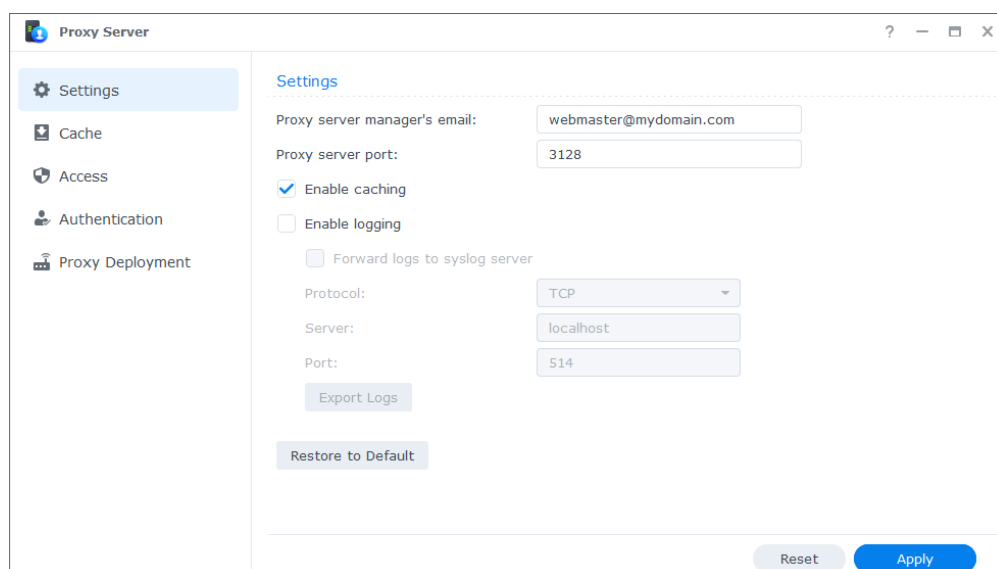 Proxy Server
?
Settings
Cache
Access
Authentication
Proxy Deployment
Settings
Proxy server manager's email: webmaster@mydomain.com
Proxy server port: 3128
Enable caching
Enable logging
Forward logs to syslog server
Protocol: TCP
Server: localhost
Port: 514
Export Logs
Restore to Default
Reset Apply